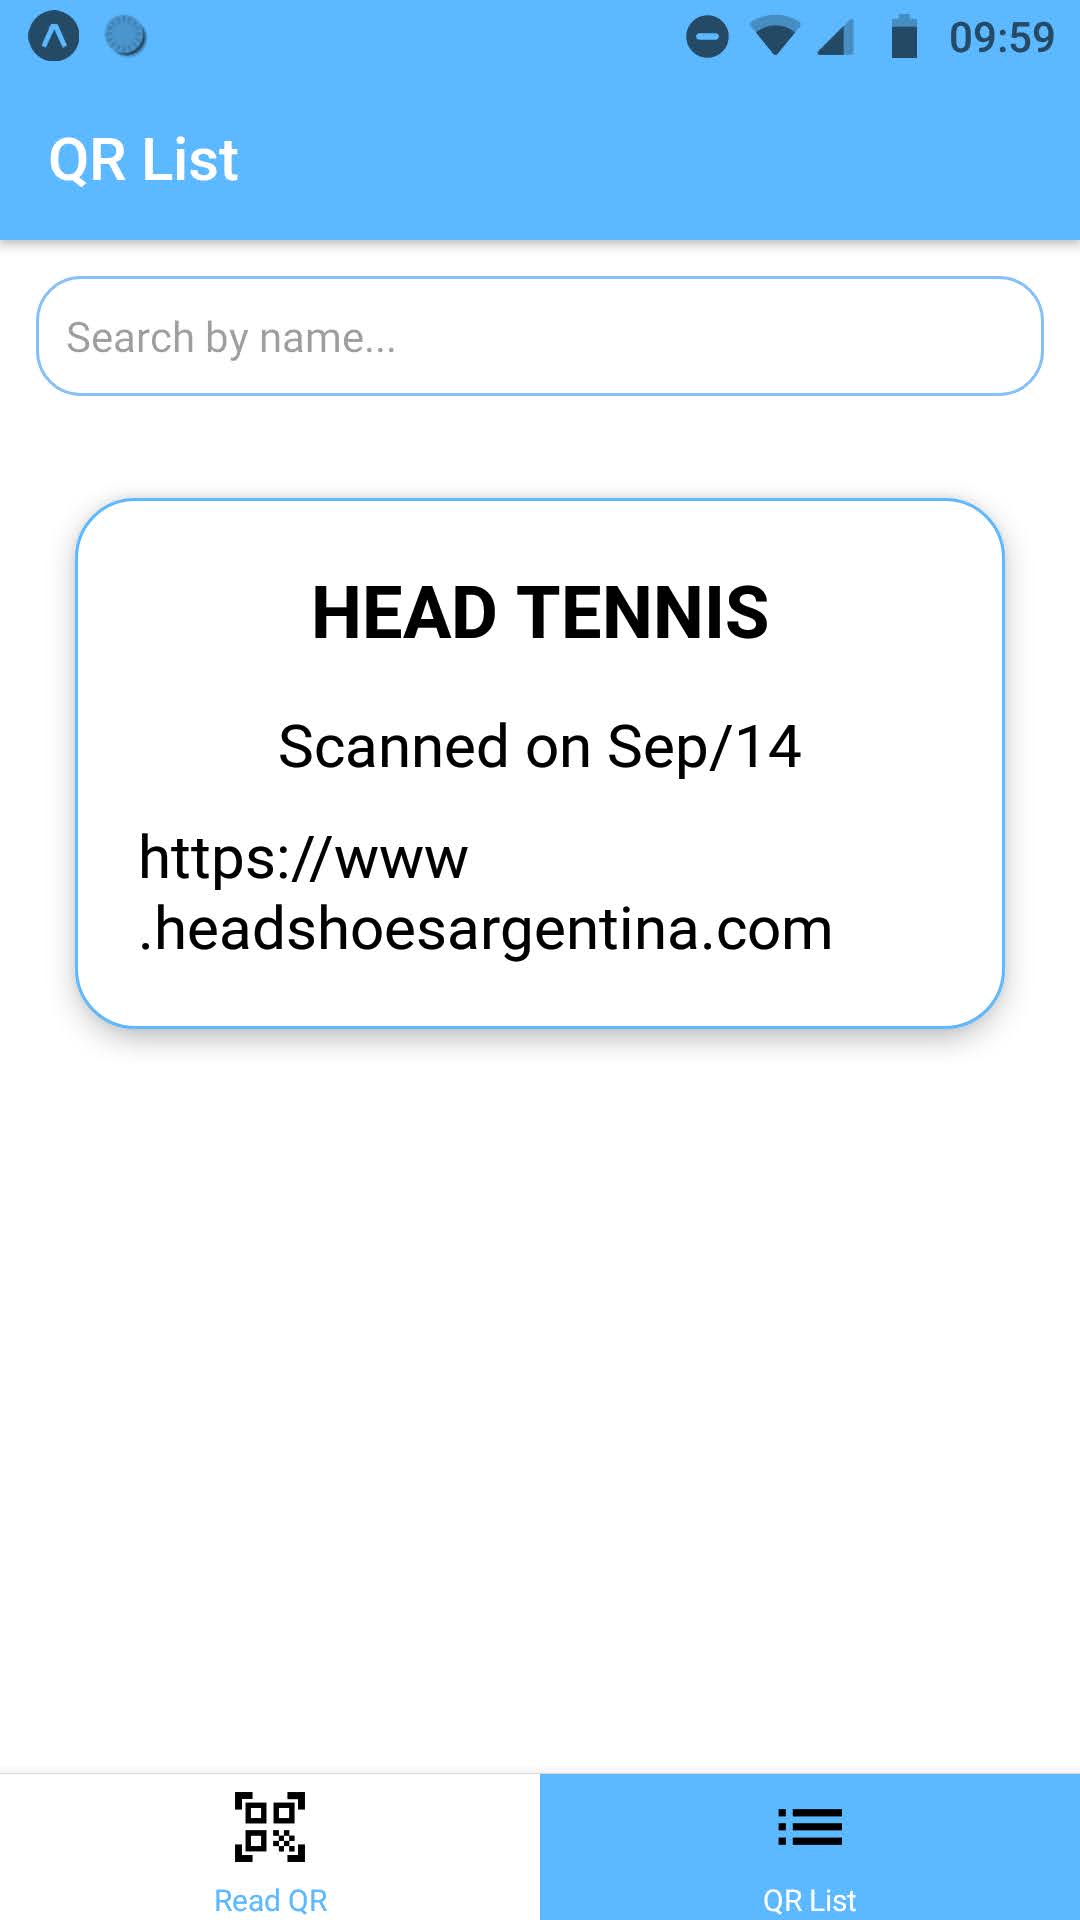 09:59
QR List
Search by name...
HEAD TENNIS
Scanned on Sep/14
https://www
.headshoesargentina.com
Read QR
QR List